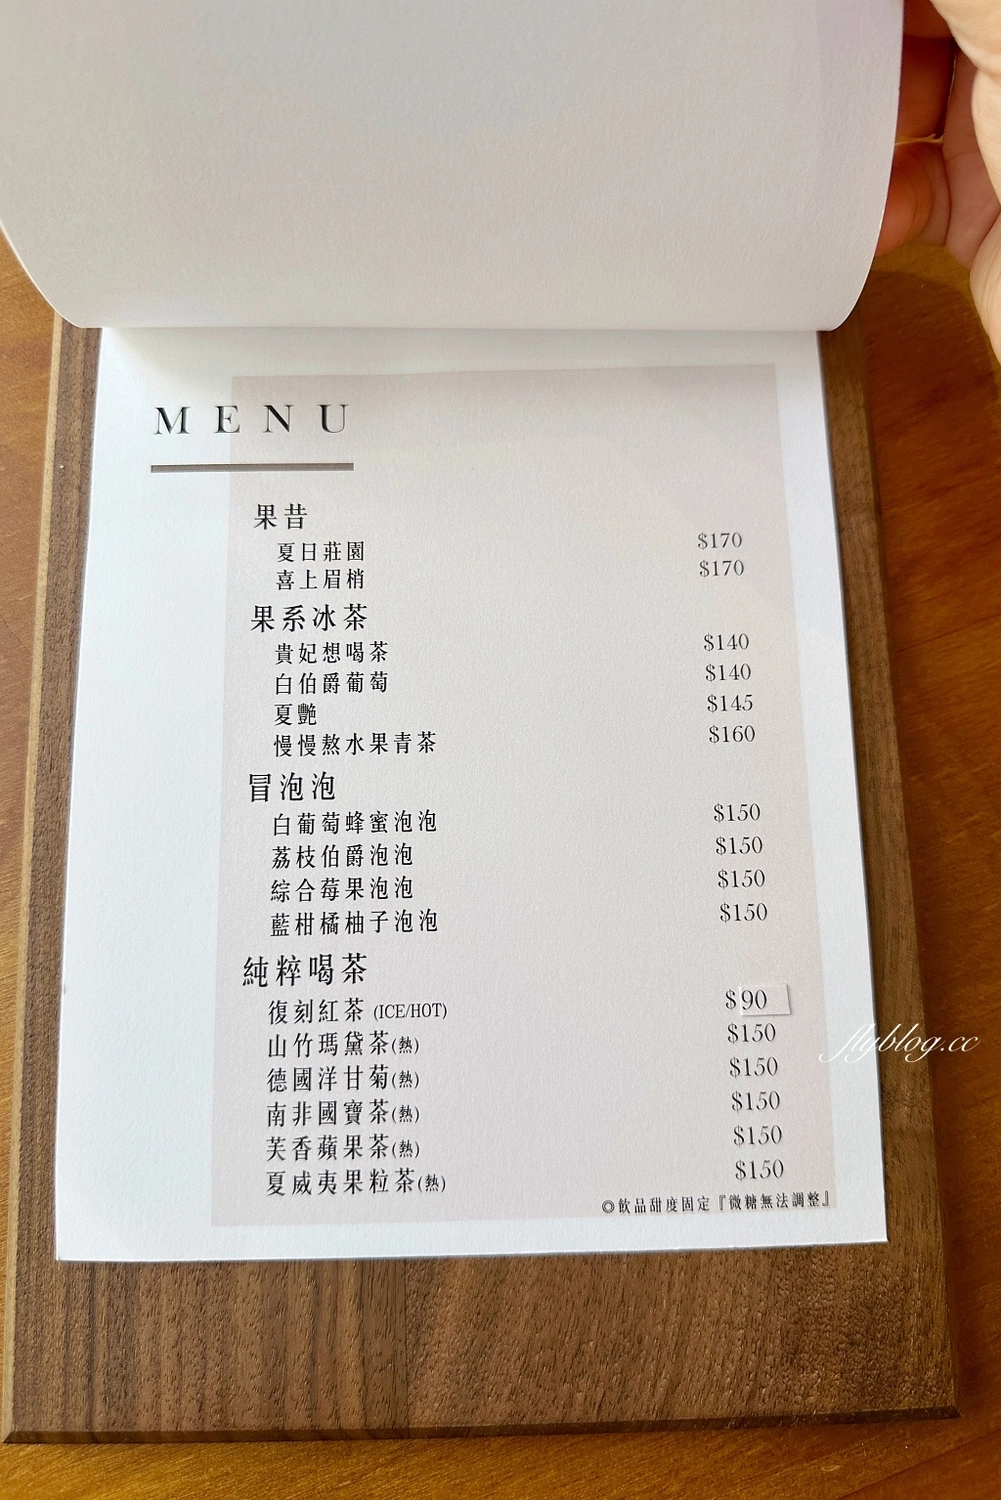 MENU
果昔
夏日莊園 $170
喜上眉梢 $170
果系冰茶
貴妃想喝茶 $140
白伯爵葡萄 $140
夏艷 $145
慢慢熬水果青茶 $160
冒泡泡
白葡萄蜂蜜泡泡 $150
荔枝伯爵泡泡 $150
綜合莓果泡泡 $150
藍柑橘柚子泡泡 $150
純粹喝茶
復刻紅茶 (ICE/HOT) $90
山竹瑪黛茶(熱) $150
德國洋甘菊(熱) $150
南非國寶茶(熱) $150
芙香蘋果茶(熱) $150
夏威夷果粒茶(熱) $150
◎飲品甜度固定『微糖無法調整』
flyblog.cc